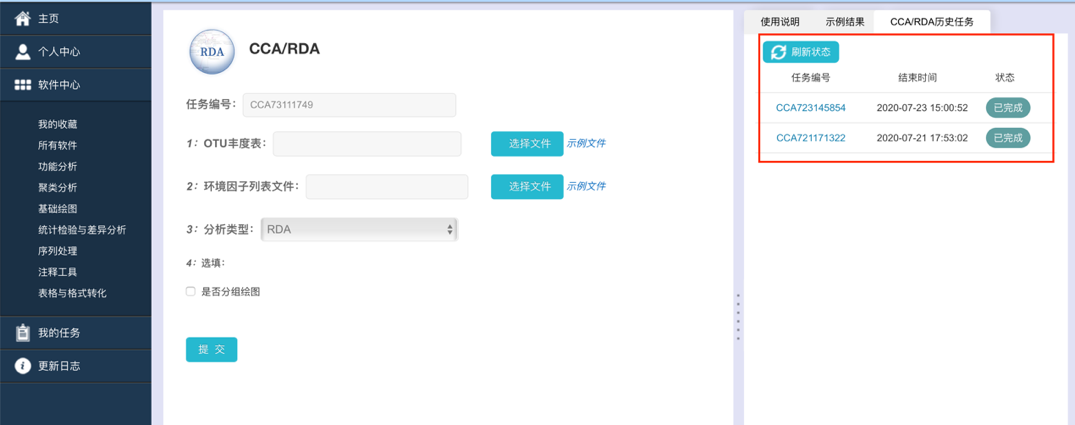 主页
个人中心
软件中心
我的收藏
所有软件
功能分析
聚类分析
基础绘图
统计检验与差异分析
序列处理
注释工具
表格与格式转化
我的任务
更新日志
RDA CCA/RDA
任务编号: CCA73111749
1: OTU丰度表: 选择文件 示例文件
2: 环境因子列表文件: 选择文件 示例文件
3: 分析类型: RDA
4: 选填:
是否分组绘图
提 交
使用说明 示例结果 CCA/RDA历史任务
刷新状态
任务编号 结束时间 状态
CCA723145854 2020-07-23 15:00:52 已完成
CCA721171322 2020-07-21 17:53:02 已完成